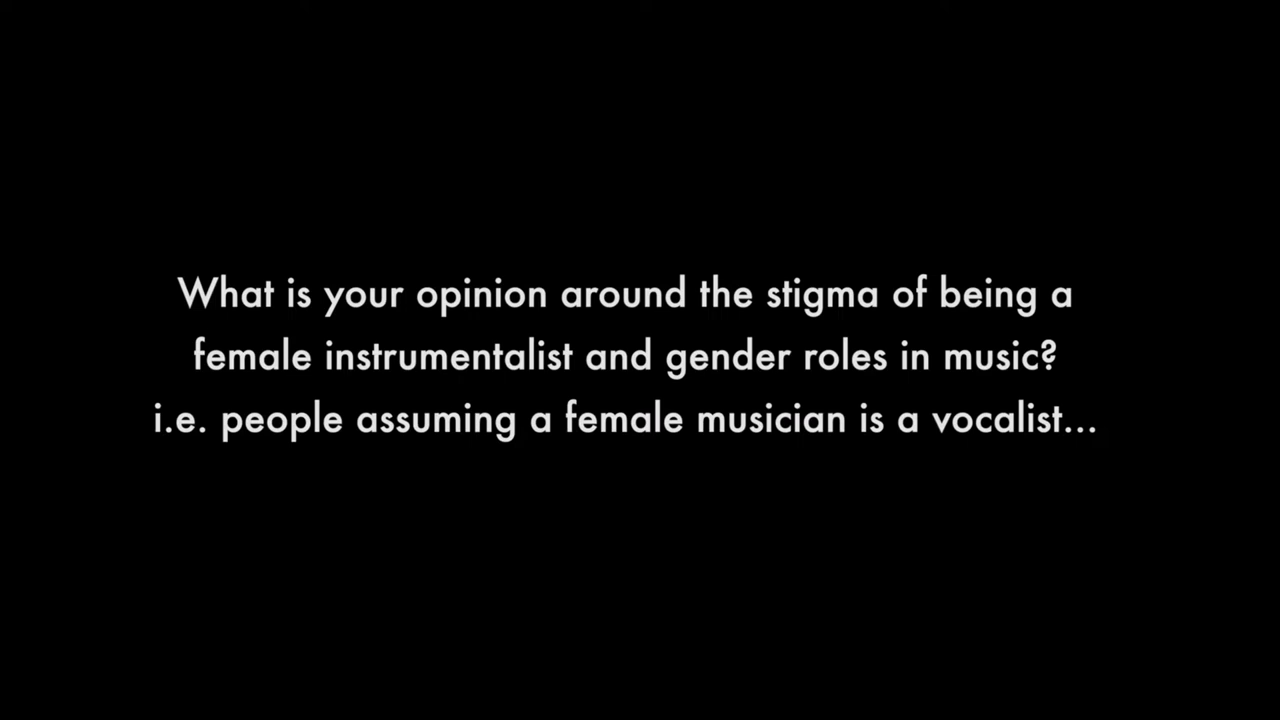 What is your opinion around the stigma of being a
female instrumentalist and gender roles in music?
i.e. people assuming a female musician is a vocalist...